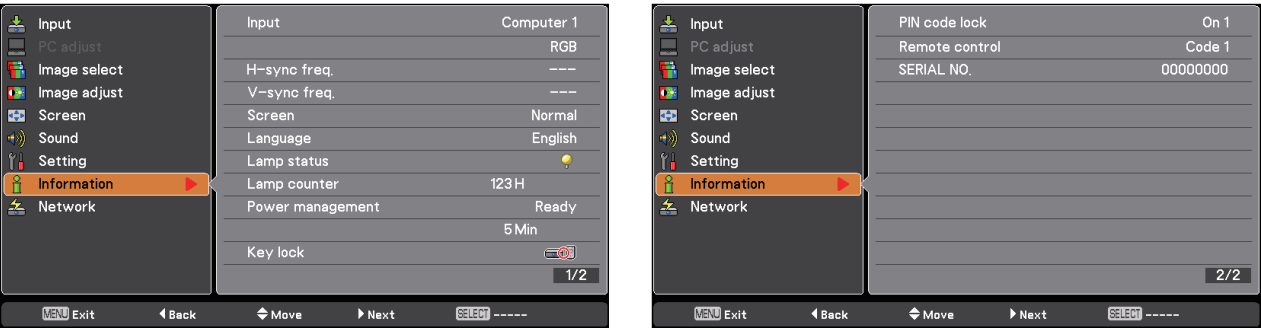 Input
PC adjust
Image select
Image adjust
Screen
Sound
Setting
Information
Network
Input Computer 1
RGB
H-sync freq. ---
V-sync freq. ---
Screen Normal
Language English
Lamp status
Lamp counter 123 H
Power management Ready
5 Min
Key lock
1/2
MENU Exit Back Move Next SELECT -----
Input
PC adjust
Image select
Image adjust
Screen
Sound
Setting
Information
Network
PIN code lock On 1
Remote control Code 1
SERIAL NO. 00000000
2/2
MENU Exit Back Move Next SELECT -----